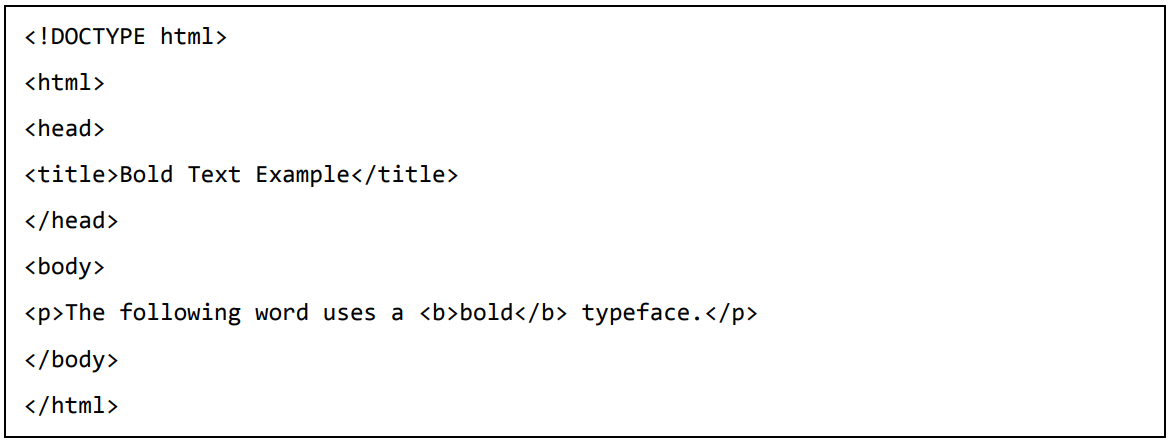 <!DOCTYPE html>
<html>
<head>
<title>Bold Text Example</title>
</head>
<body>
<p>The following word uses a <b>bold</b> typeface.</p>
</body>
</html>